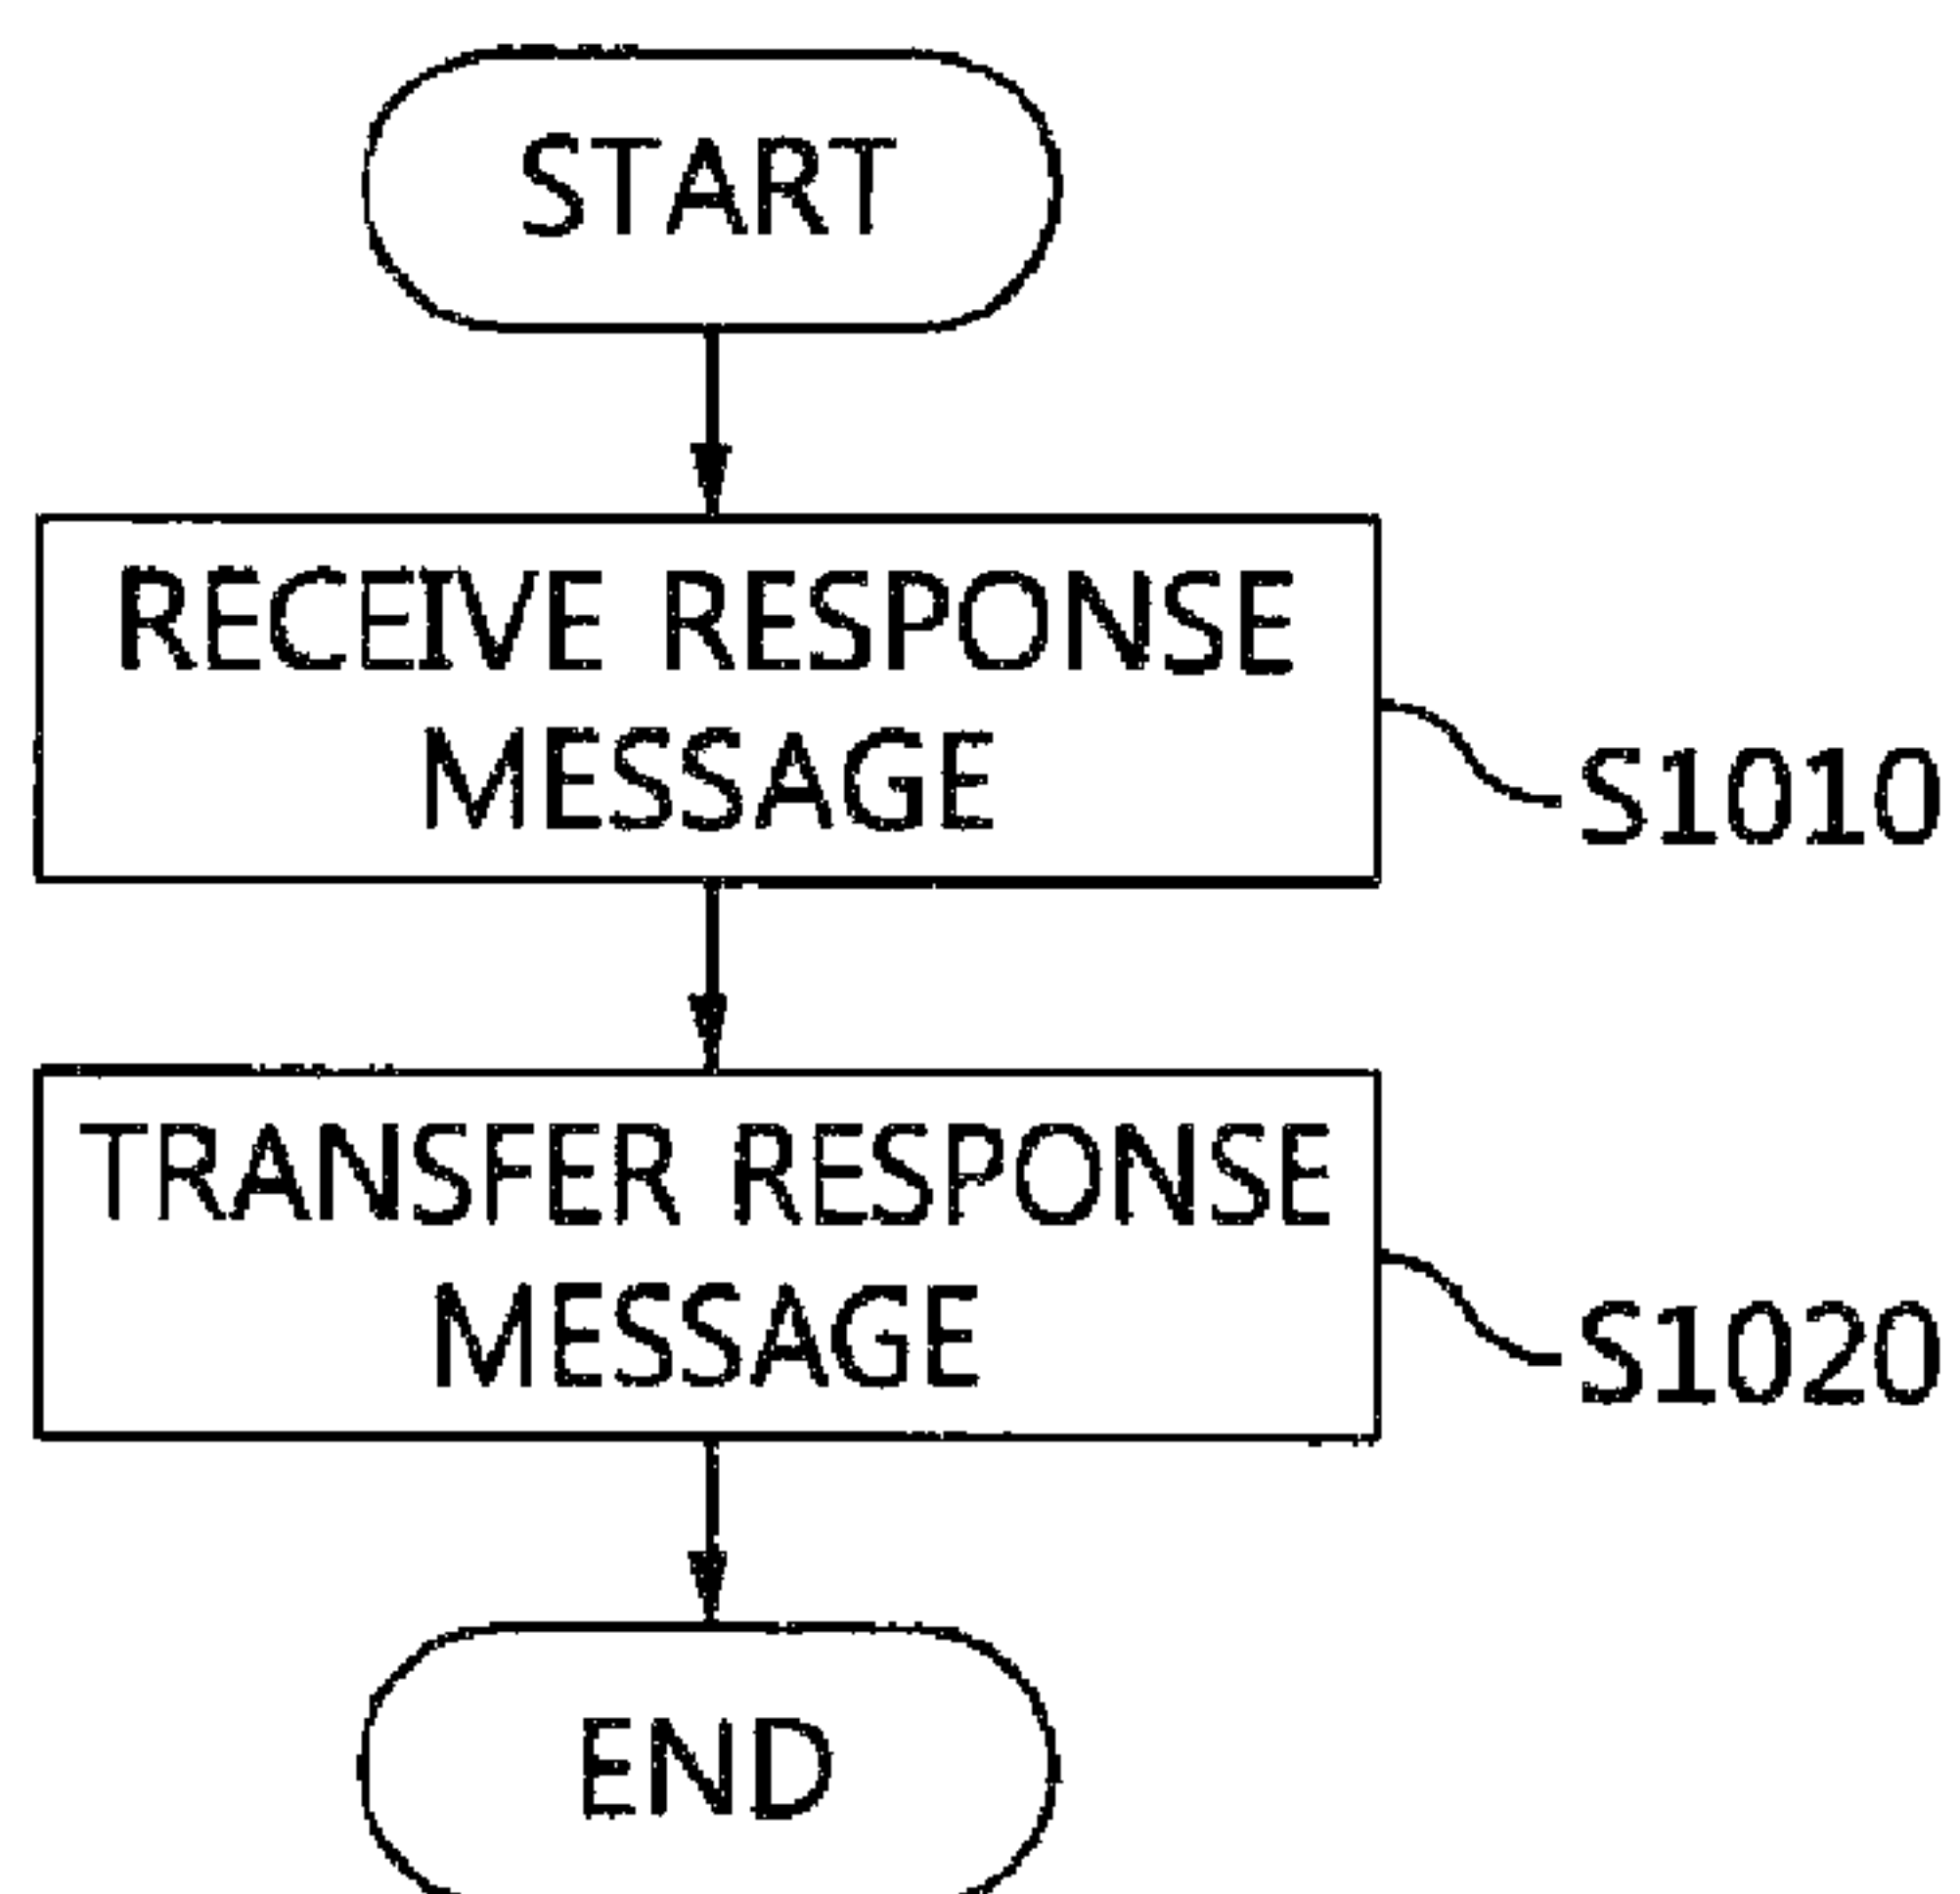 START
RECEIVE RESPONSE
MESSAGE
S1010
TRANSFER RESPONSE
MESSAGE
S1020
END